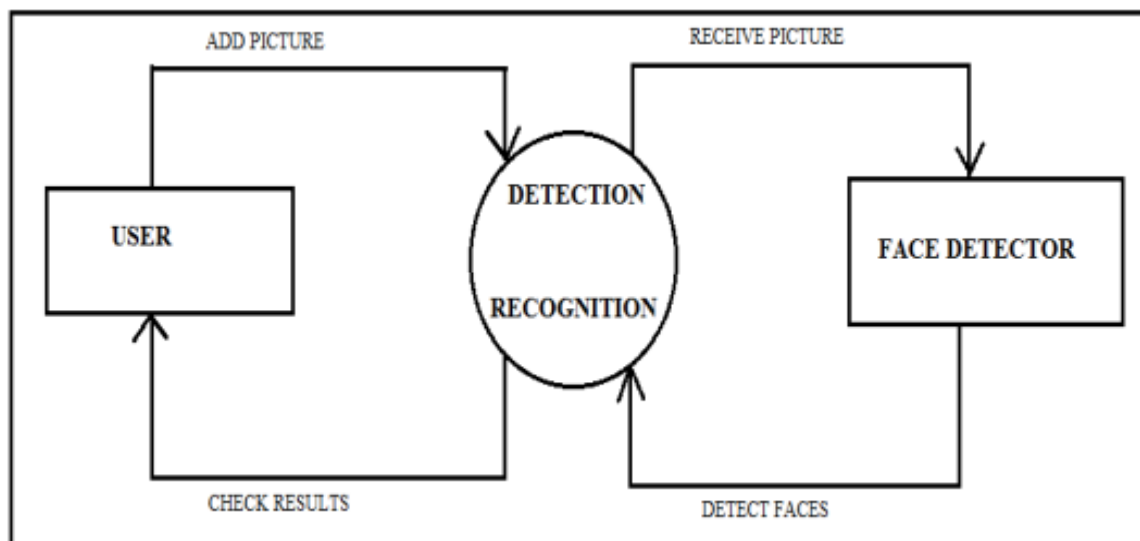 ADD PICTURE
RECEIVE PICTURE
DETECTION
USER
FACE DETECTOR
RECOGNITION
CHECK RESULTS
DETECT FACES